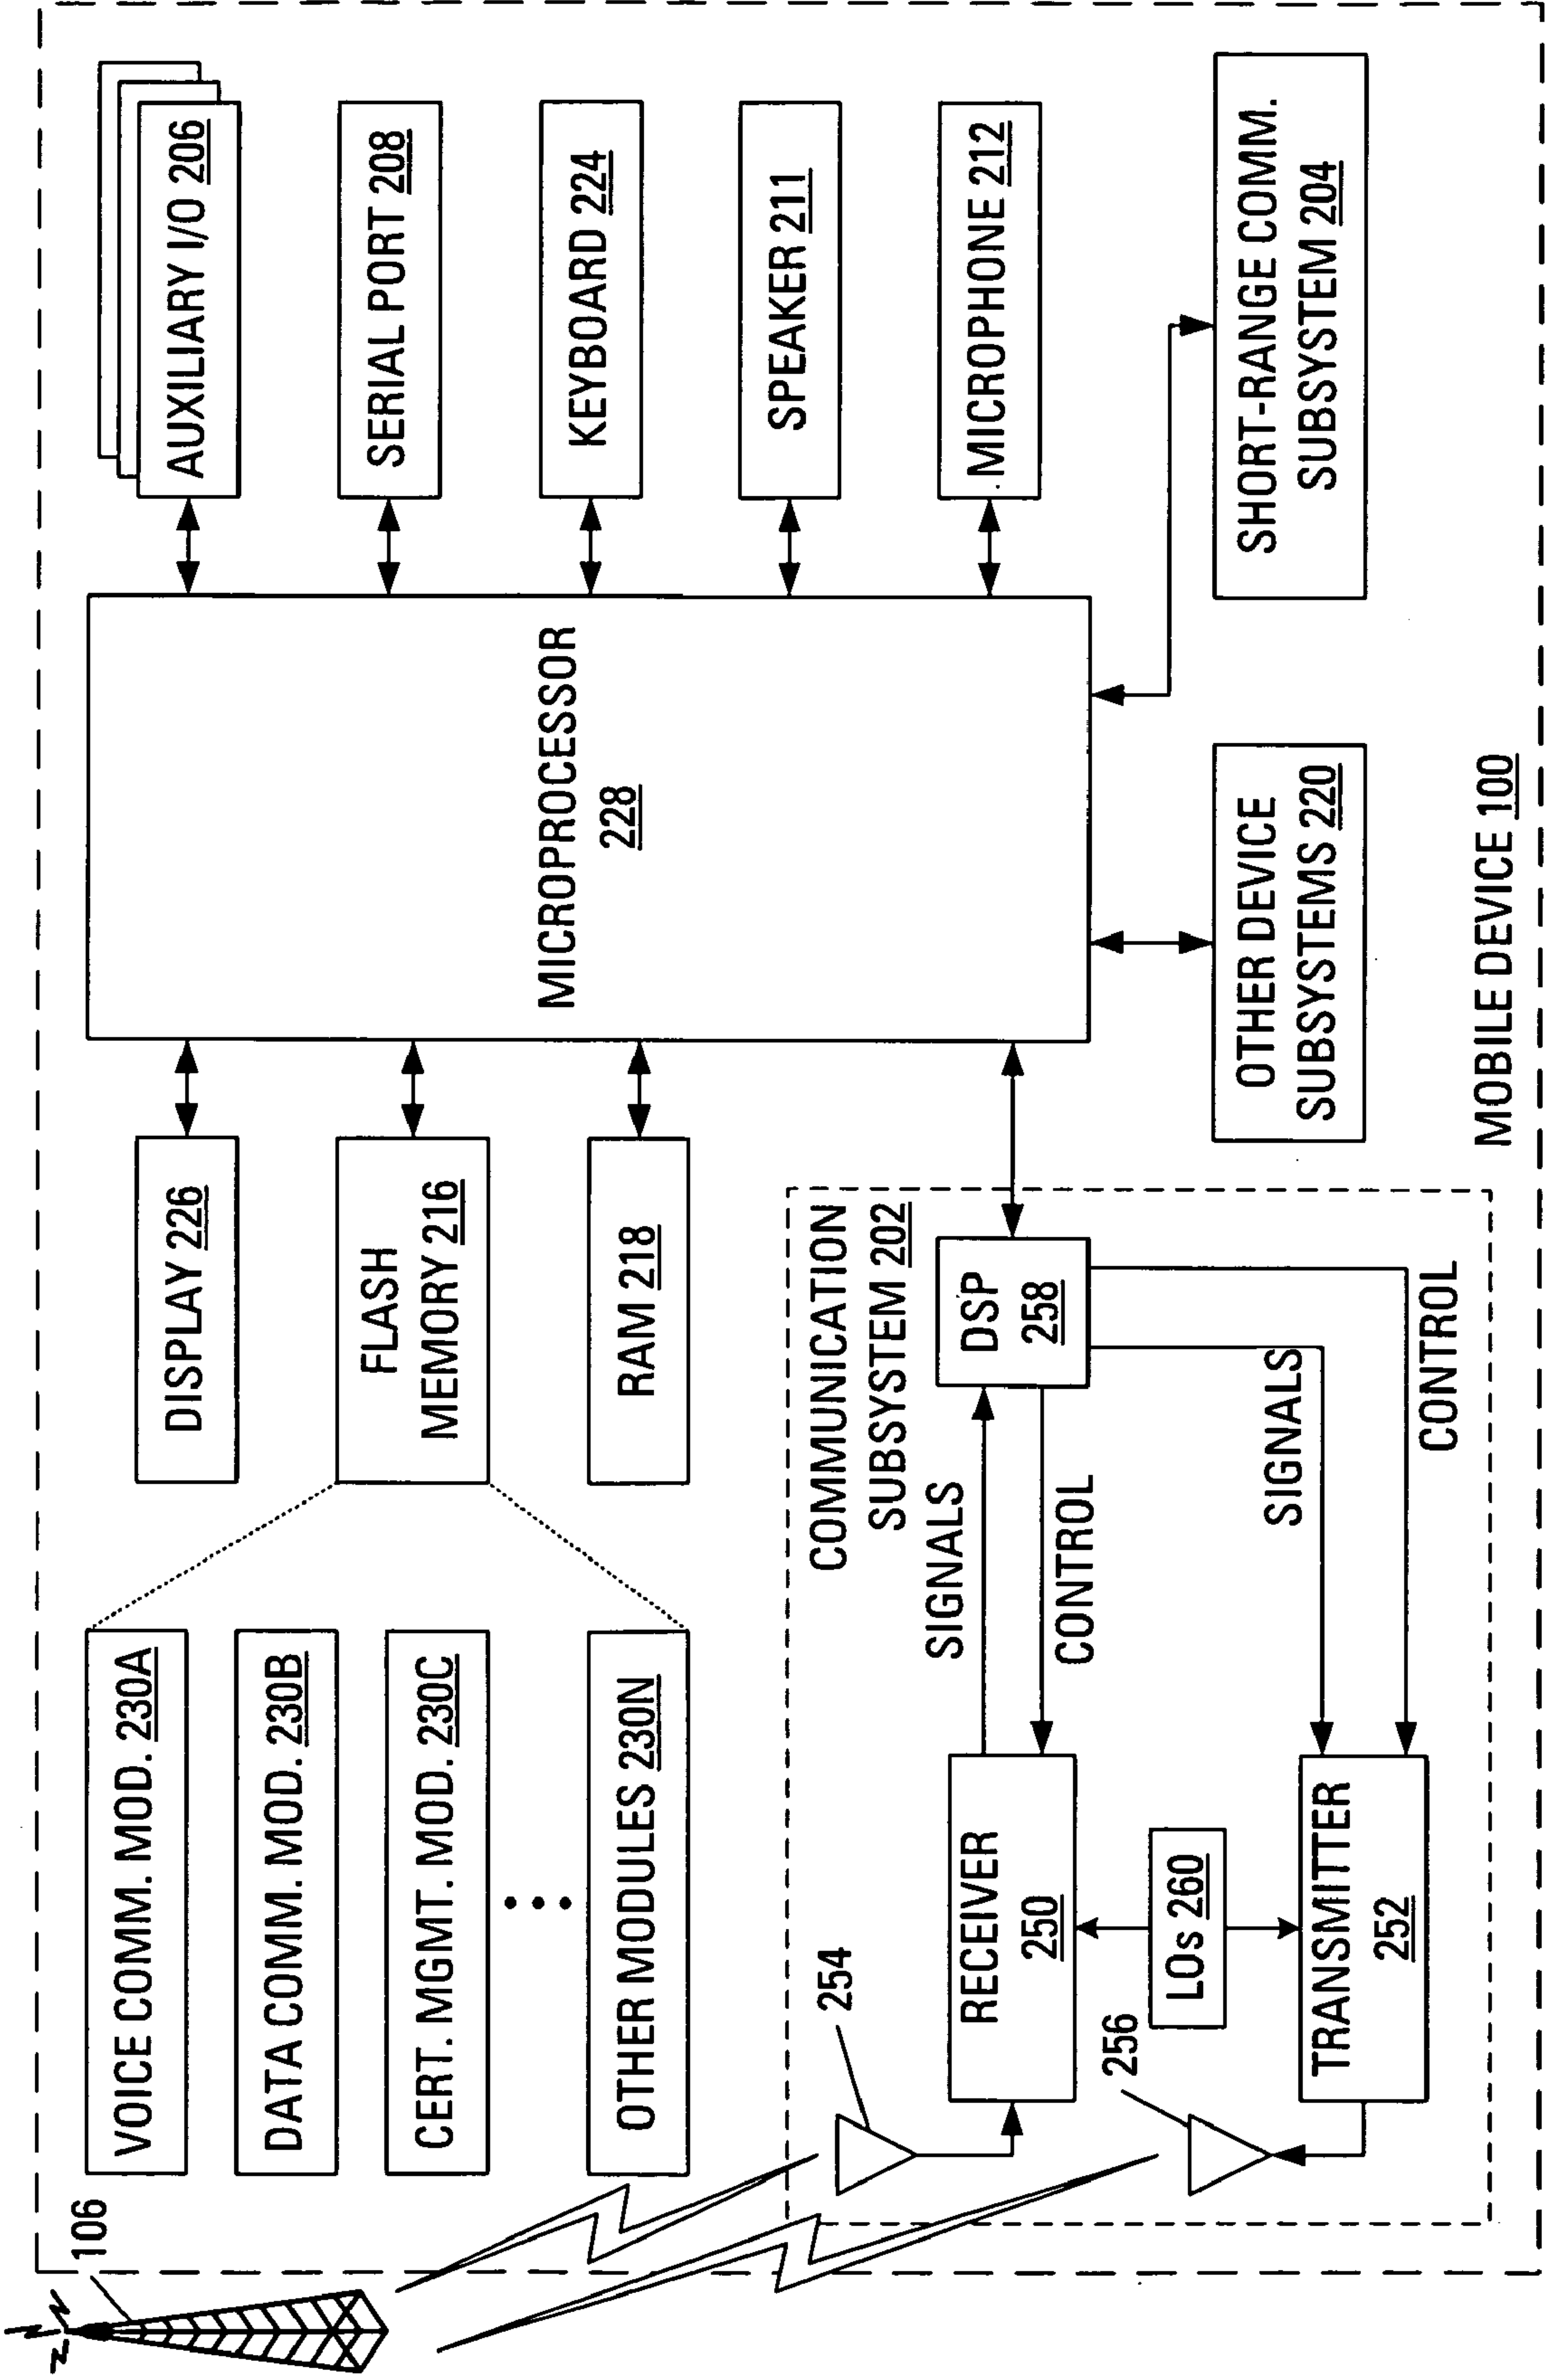 106
VOICE COMM. MOD. 230A
DATA COMM. MOD. 230B
CERT. MGMT. MOD. 230C
OTHER MODULES 230N
DISPLAY 226
FLASH
MEMORY 216
RAM 218
MICROPROCESSOR
228
AUXILIARY I/O 206
SERIAL PORT 208
KEYBOARD 224
SPEAKER 211
MICROPHONE 212
SHORT-RANGE COMM.
SUBSYSTEM 204
OTHER DEVICE
SUBSYSTEMS 220
COMMUNICATION
SUBSYSTEM 202
254
RECEIVER
250
SIGNALS
CONTROL
DSP
258
256
LOs 260
TRANSMITTER
252
SIGNALS
CONTROL
MOBILE DEVICE 100